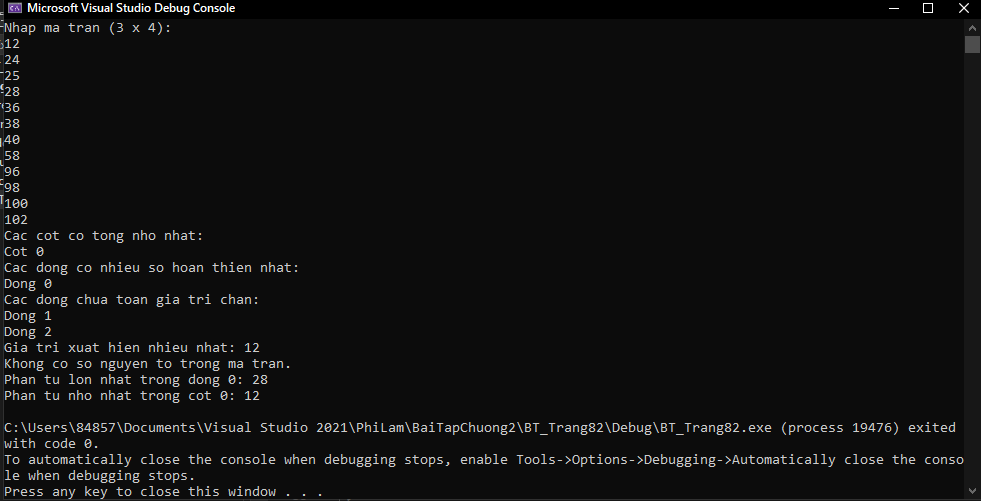 Microsoft Visual Studio Debug Console
Nhap ma tran (3 x 4):
12
24
25
28
36
38
40
58
96
98
100
102
Cac cot co tong nho nhat:
Cot 0
Cac dong co nhieu so hoan thien nhat:
Dong 0
Cac dong chua toan gia tri chan:
Dong 1
Dong 2
Gia tri xuat hien nhieu nhat: 12
Khong co so nguyen to trong ma tran.
Phan tu lon nhat trong dong 0: 28
Phan tu nho nhat trong cot 0: 12
C:\Users\84857\Documents\Visual Studio 2021\PhiLam\BaiTapChuong2\BT_Trang82\Debug\BT_Trang82.exe (process 19476) exited
with code 0.
To automatically close the console when debugging stops, enable Tools->Options->Debugging->Automatically close the conso
le when debugging stops.
Press any key to close this window . . .